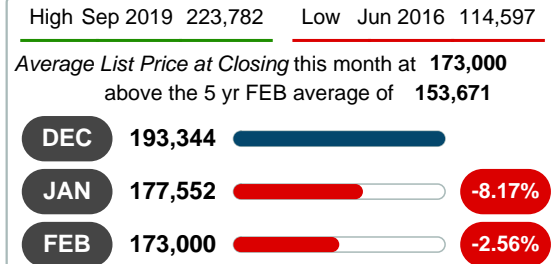 High Sep 2019 223,782 Low Jun 2016 114,597
Average List Price at Closing this month at 173,000
above the 5 yr FEB average of 153,671
DEC 193,344
JAN 177,552 -8.17%
FEB 173,000 -2.56%